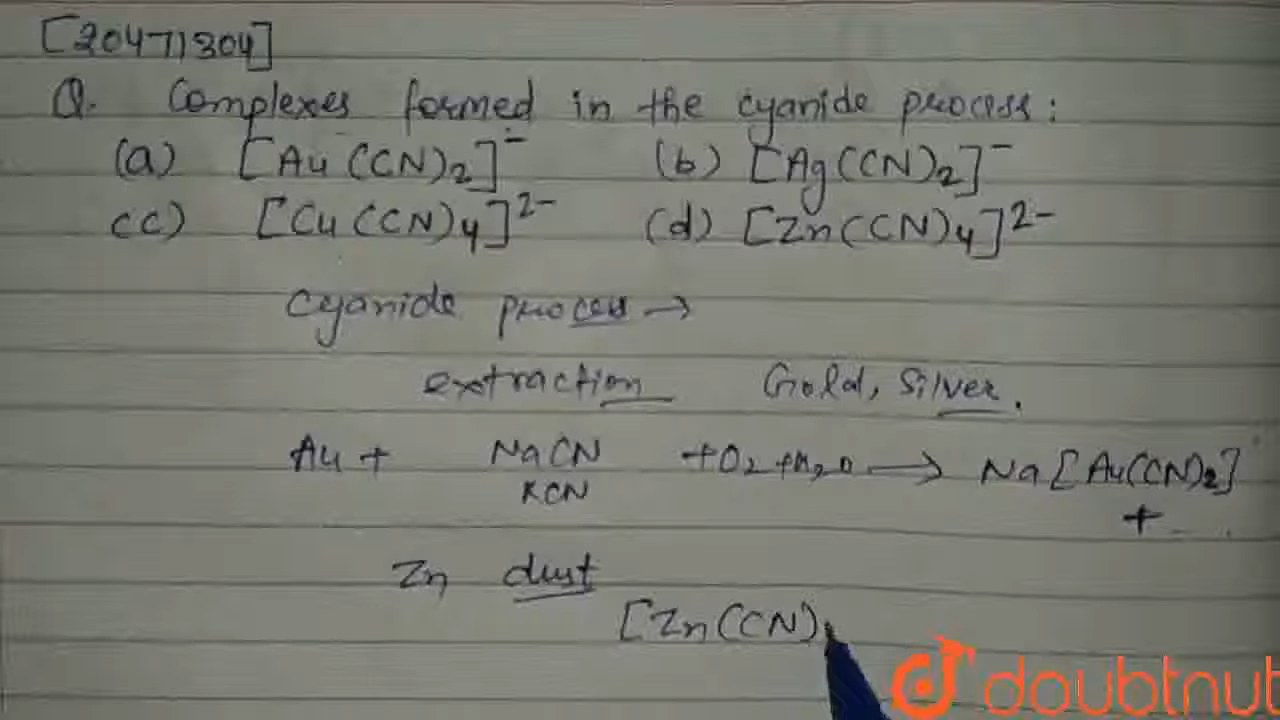 [20471304]
Q. Complexes formed in the cyanide process:
(a) [Au(CN)2]⁻ (b) [Ag(CN)2]⁻
(c) [Cu(CN)4]²⁻ (d) [Zn(CN)4]²⁻
Cyanide process →
extraction Gold, Silver.
Au + NaCN + O2 + H2O → Na[Au(CN)2]
KCN + ....
Zn dust
[Zn(CN)
doubtnut